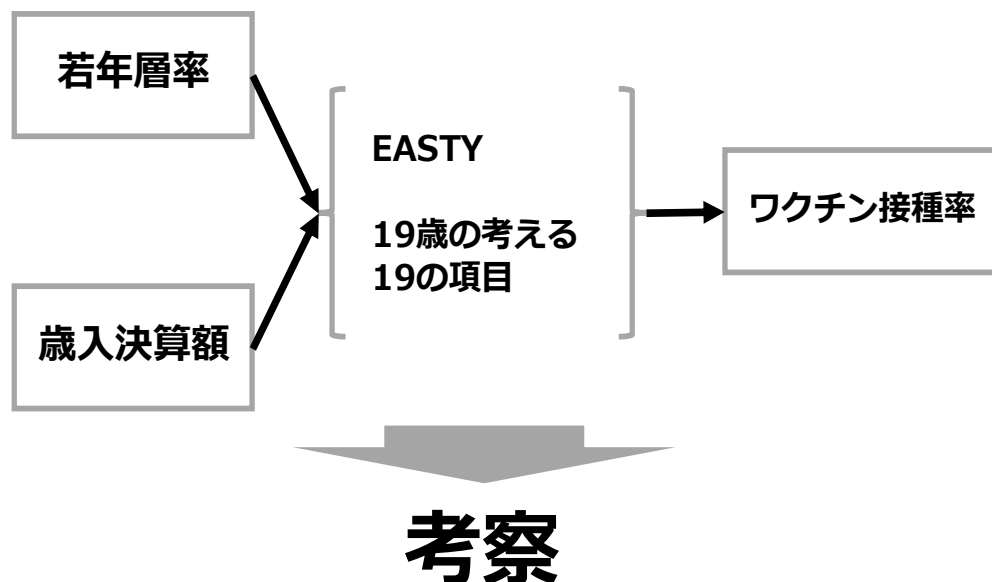 若年層率
EASTY
19歳の考える
19の項目
ワクチン接種率
歳入決算額
考察